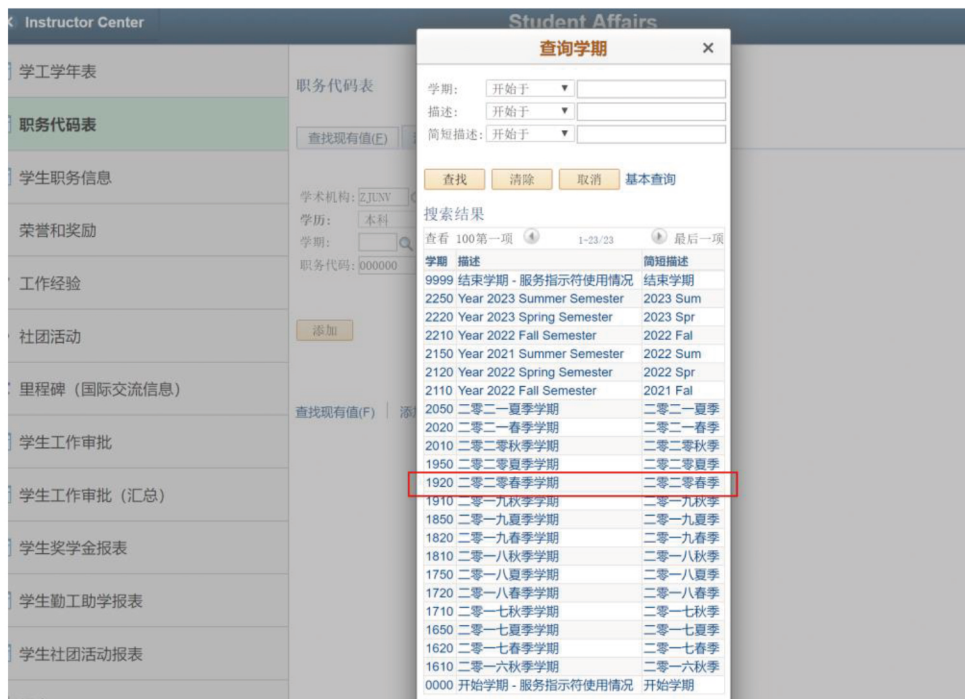 Instructor Center
Student Affairs
学工学年表
职务代码表
学生职务信息
荣誉和奖励
工作经验
社团活动
里程碑（国际交流信息）
学生工作审批
学生工作审批（汇总）
学生奖学金报表
学生勤工助学报表
学生社团活动报表
职务代码表
查找现有值(F)
学术机构: ZJUNV
学历: 本科
学期:
职务代码: 000000
添加
查找现有值(F)
查询学期 ×
学期: 开始于
描述: 开始于
简短描述: 开始于
查找 清除 取消 基本查询
搜索结果
查看 100第一项 1-23/23 最后一项
学期 描述 简短描述
9999 结束学期 - 服务指示符使用情况 结束学期
2250 Year 2023 Summer Semester 2023 Sum
2220 Year 2023 Spring Semester 2023 Spr
2210 Year 2022 Fall Semester 2022 Fal
2150 Year 2021 Summer Semester 2022 Sum
2120 Year 2022 Spring Semester 2022 Spr
2110 Year 2022 Fall Semester 2021 Fal
2050 二零二一夏季学期 二零二一夏季
2020 二零二一春季学期 二零二一春季
2010 二零二零秋季学期 二零二零秋季
1950 二零二零夏季学期 二零二零夏季
1920 二零二零春季学期 二零二零春季
1910 二零一九秋季学期 二零一九秋季
1850 二零一九夏季学期 二零一九夏季
1820 二零一九春季学期 二零一九春季
1810 二零一八秋季学期 二零一八秋季
1750 二零一八夏季学期 二零一八夏季
1720 二零一八春季学期 二零一八春季
1710 二零一七秋季学期 二零一七秋季
1650 二零一七夏季学期 二零一七夏季
1620 二零一七春季学期 二零一七春季
1610 二零一六秋季学期 二零一六秋季
0000 开始学期 - 服务指示符使用情况 开始学期